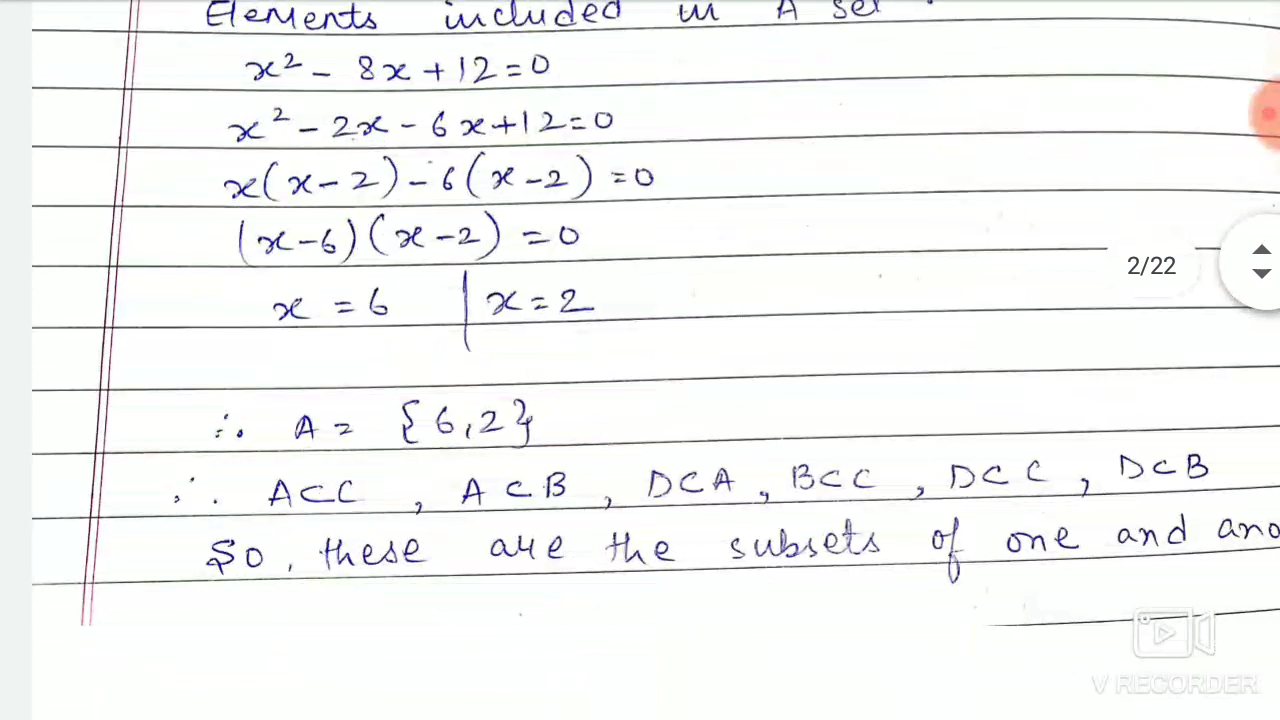 Elements included in A set
x² - 8x + 12 = 0
x² - 2x - 6x + 12 = 0
x(x - 2) - 6(x - 2) = 0
(x - 6)(x - 2) = 0
2/22
x = 6 | x = 2
∴ A = {6, 2}
∴ A⊂C, A⊂B, D⊂A, B⊂C, D⊂C, D⊂B
So, these are the subsets of one and ano
V RECORDER